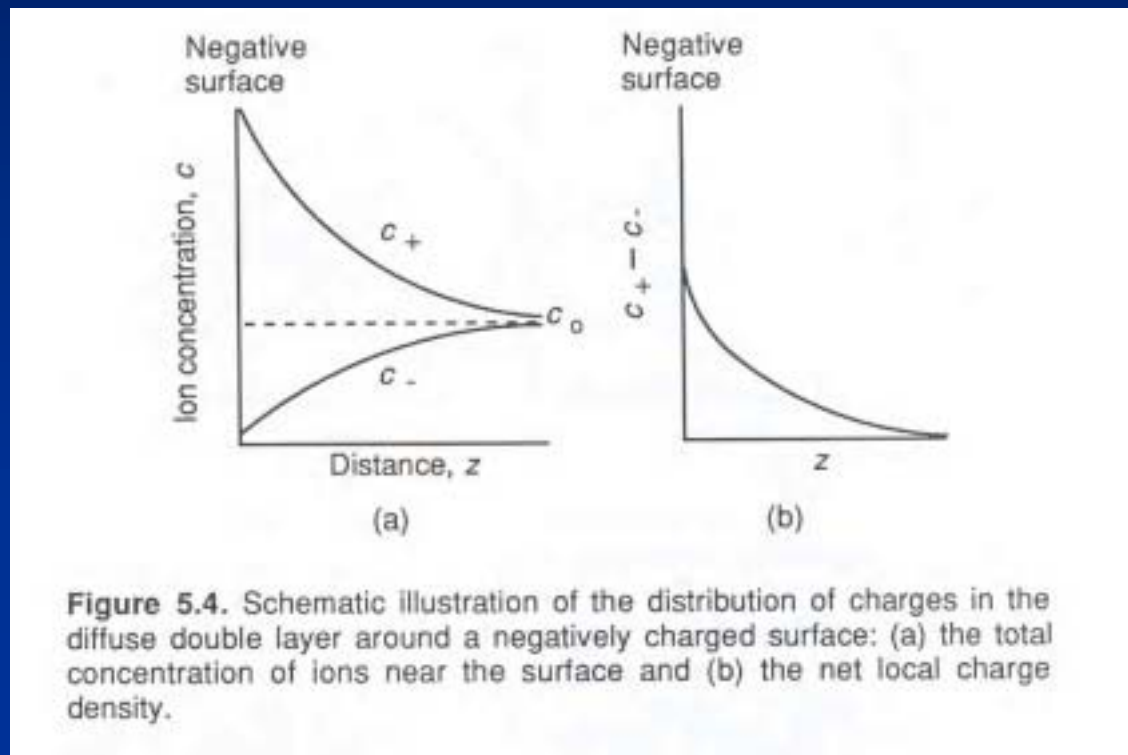 Negative
surface
Ion concentration, c
c +
c o
c -
Distance, z
(a)
Negative
surface
c + – c -
z
(b)
Figure 5.4. Schematic illustration of the distribution of charges in the
diffuse double layer around a negatively charged surface: (a) the total
concentration of ions near the surface and (b) the net local charge
density.